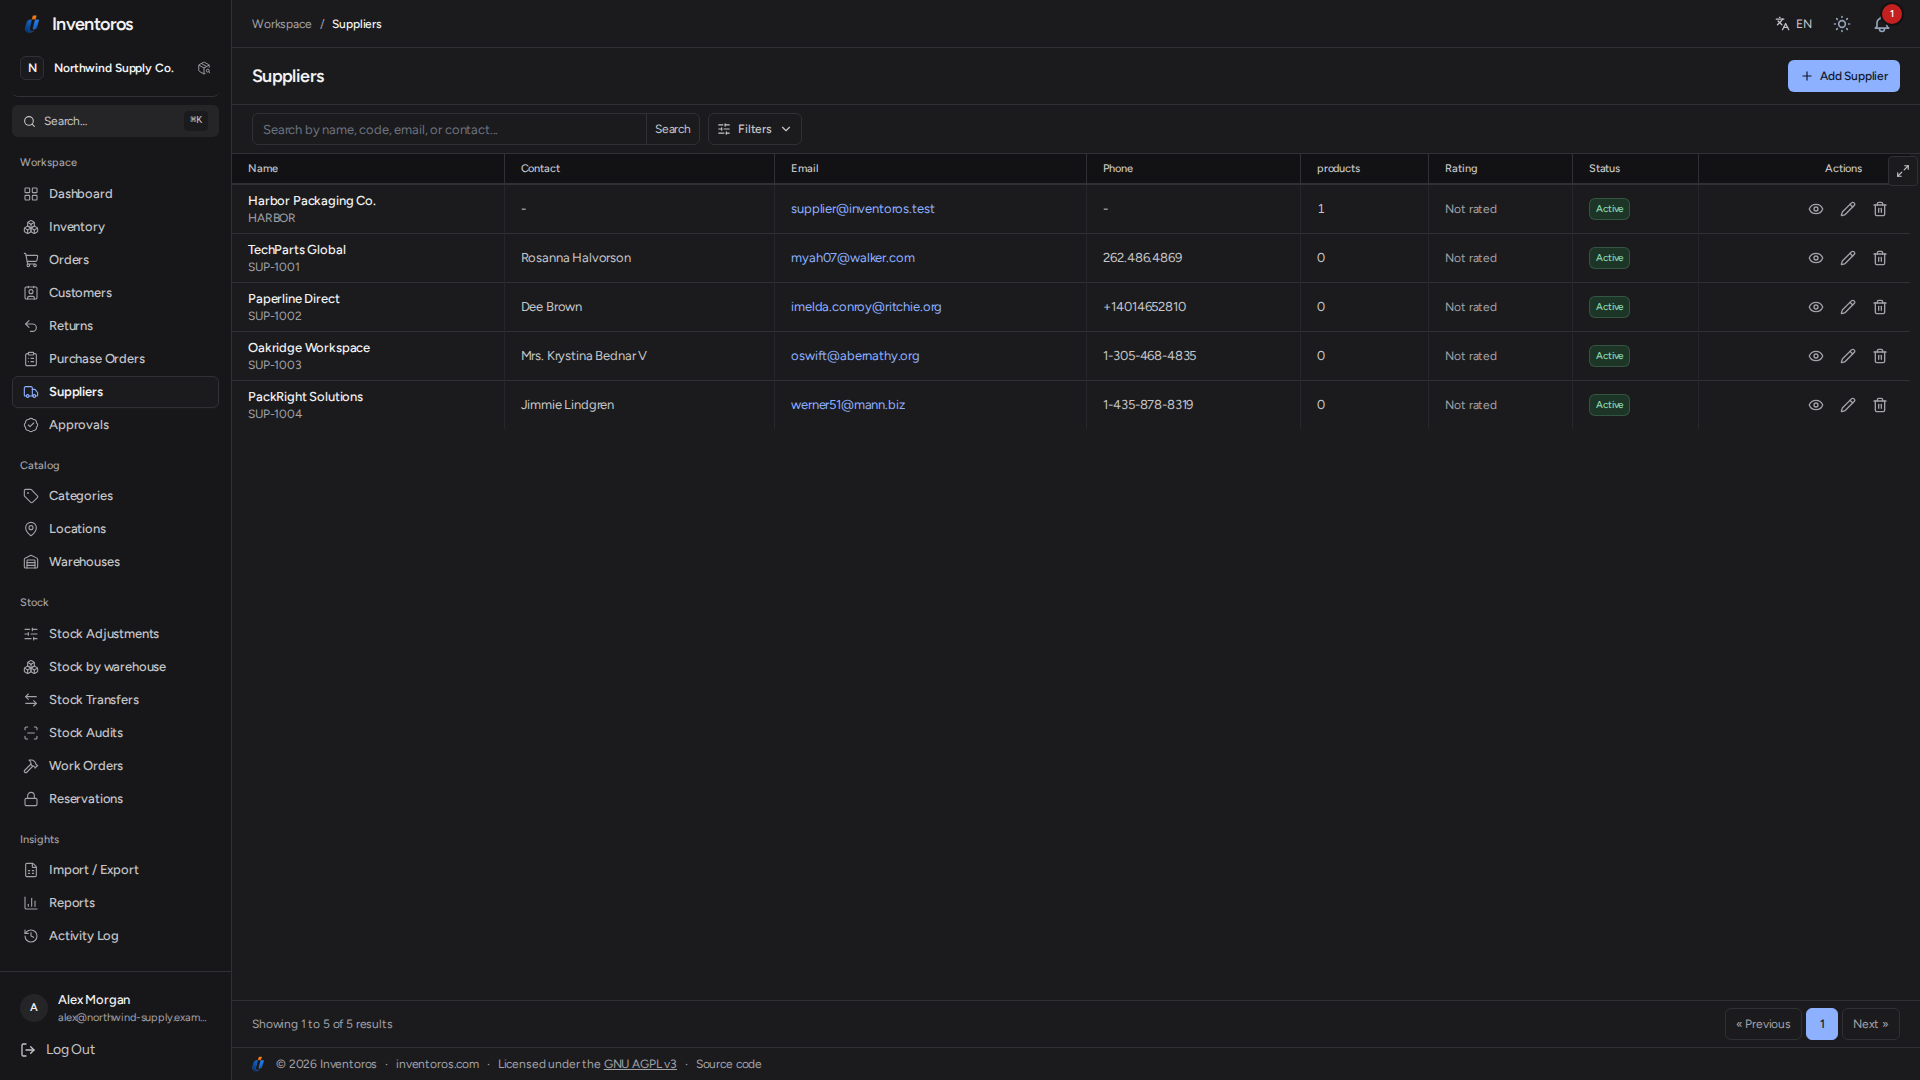 Inventoros
N Northwind Supply Co.
Search... ⌘K
Workspace
Dashboard
Inventory
Orders
Customers
Returns
Purchase Orders
Suppliers
Approvals
Catalog
Categories
Locations
Warehouses
Stock
Stock Adjustments
Stock by warehouse
Stock Transfers
Stock Audits
Work Orders
Reservations
Insights
Import / Export
Reports
Activity Log
A Alex Morgan
alex@northwind-supply.exam...
Log Out
Workspace / Suppliers
EN 1
Suppliers
+ Add Supplier
Search by name, code, email, or contact...
Search
Filters
Name Contact Email Phone products Rating Status Actions
Harbor Packaging Co. - supplier@inventoros.test - 1 Not rated Active
HARBOR
TechParts Global Rosanna Halvorson myah07@walker.com 262.486.4869 0 Not rated Active
SUP-1001
Paperline Direct Dee Brown imelda.conroy@ritchie.org +14014652810 0 Not rated Active
SUP-1002
Oakridge Workspace Mrs. Krystina Bednar V oswift@abernathy.org 1-305-468-4835 0 Not rated Active
SUP-1003
PackRight Solutions Jimmie Lindgren werner51@mann.biz 1-435-878-8319 0 Not rated Active
SUP-1004
Showing 1 to 5 of 5 results
« Previous 1 Next »
© 2026 Inventoros · inventoros.com · Licensed under the GNU AGPL v3 · Source code